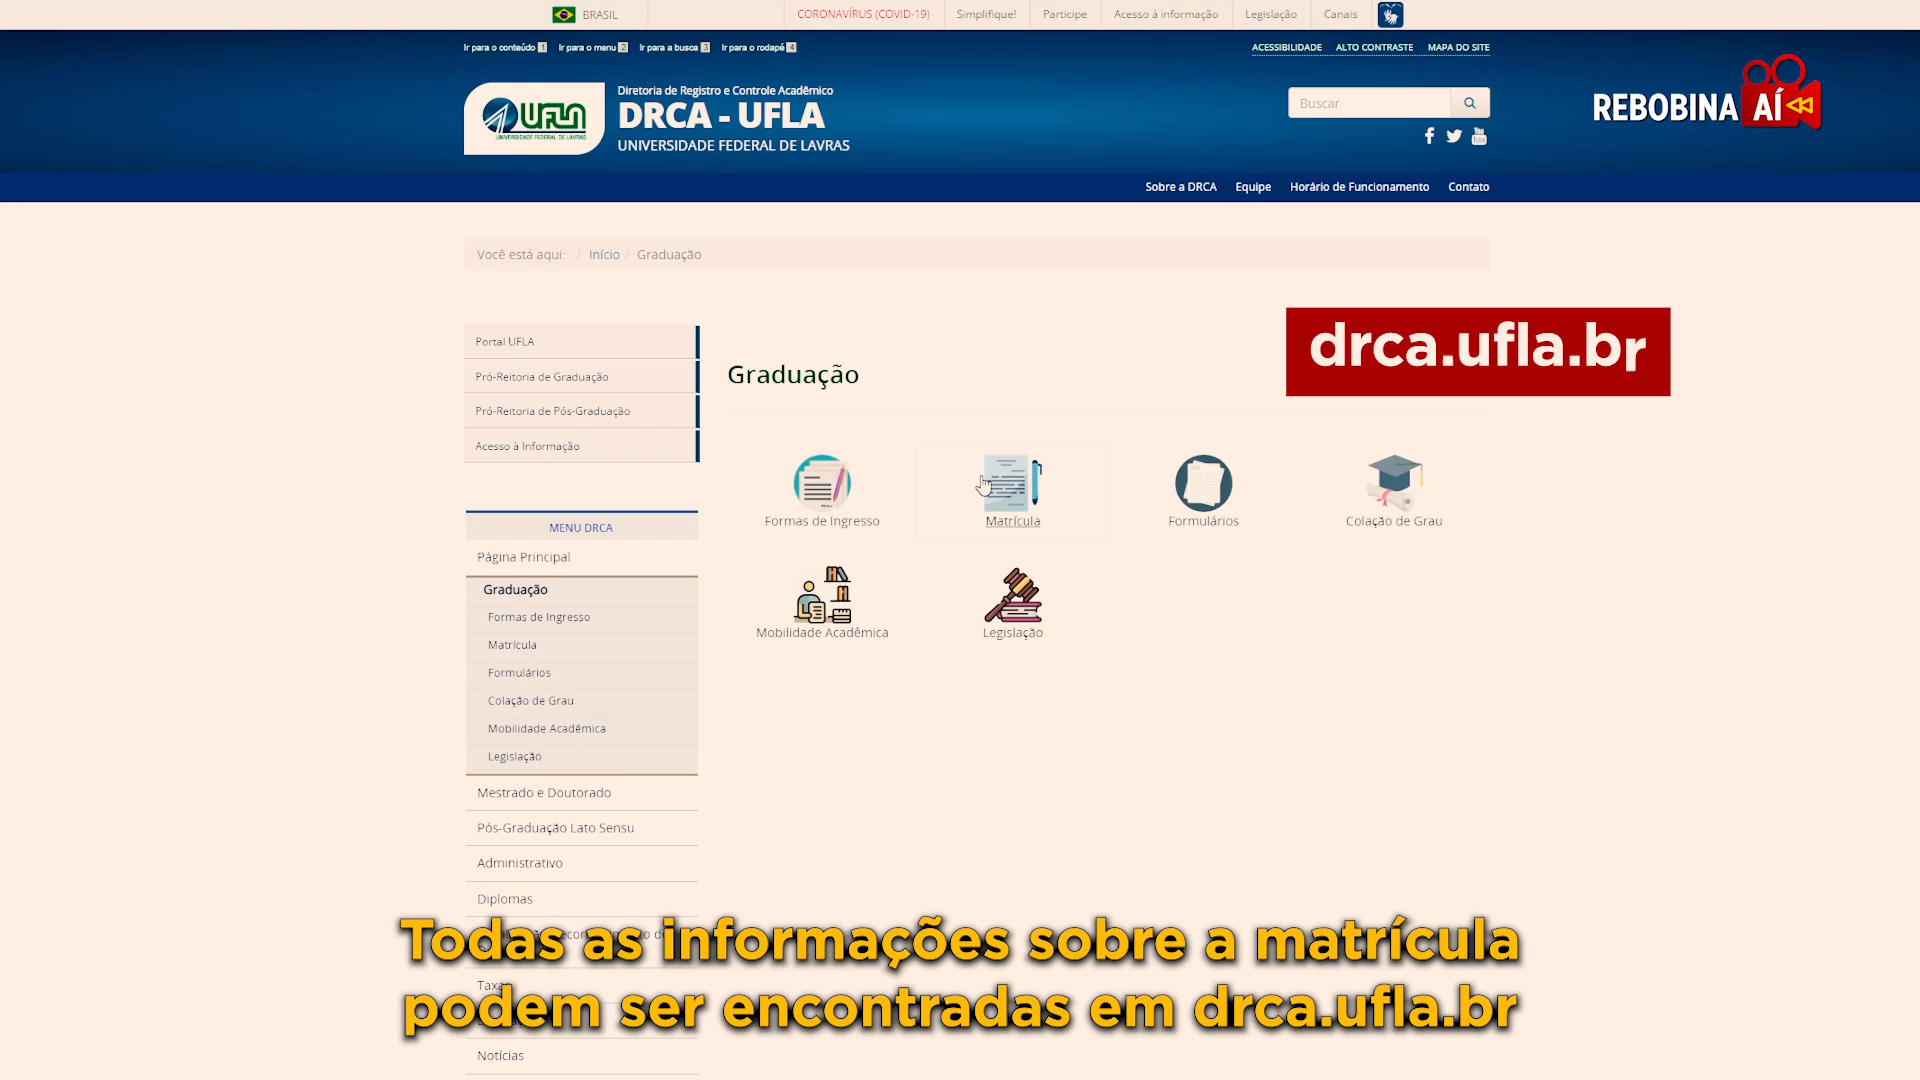 BRASIL
CORONAVÍRUS (COVID-19)
Simplifique!
Participe
Acesso à informação
Legislação
Canais
Ir para o conteúdo 1
Ir para o menu 2
Ir para a busca 3
Ir para o rodapé 4
ACESSIBILIDADE
ALTO CONTRASTE
MAPA DO SITE
UFLA
UNIVERSIDADE FEDERAL DE LAVRAS
Diretoria de Registro e Controle Acadêmico
DRCA - UFLA
UNIVERSIDADE FEDERAL DE LAVRAS
Buscar
REBOBINA AÍ
Sobre a DRCA
Equipe
Horário de Funcionamento
Contato
Você está aqui: / Início / Graduação
Portal UFLA
Pró-Reitoria de Graduação
Pró-Reitoria de Pós-Graduação
Acesso à Informação
Graduação
drca.ufla.br
Formas de Ingresso
Matrícula
Formulários
Colação de Grau
Mobilidade Acadêmica
Legislação
MENU DRCA
Página Principal
Graduação
Formas de Ingresso
Matrícula
Formulários
Colação de Grau
Mobilidade Acadêmica
Legislação
Mestrado e Doutorado
Pós-Graduação Lato Sensu
Administrativo
Diplomas
Notícias
Todas as informações sobre a matrícula
podem ser encontradas em drca.ufla.br